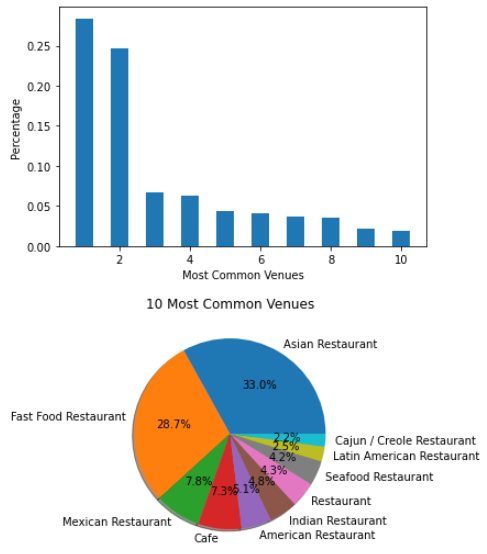 0.25
0.20
0.15
0.10
0.05
0.00
Percentage
2 4 6 8 10
Most Common Venues
10 Most Common Venues
Asian Restaurant
33.0%
Fast Food Restaurant
28.7%
2.2%
Cajun / Creole Restaurant
2.5%
Latin American Restaurant
4.2%
Seafood Restaurant
4.3%
Restaurant
4.8%
Indian Restaurant
5.1%
American Restaurant
7.3%
Cafe
7.8%
Mexican Restaurant